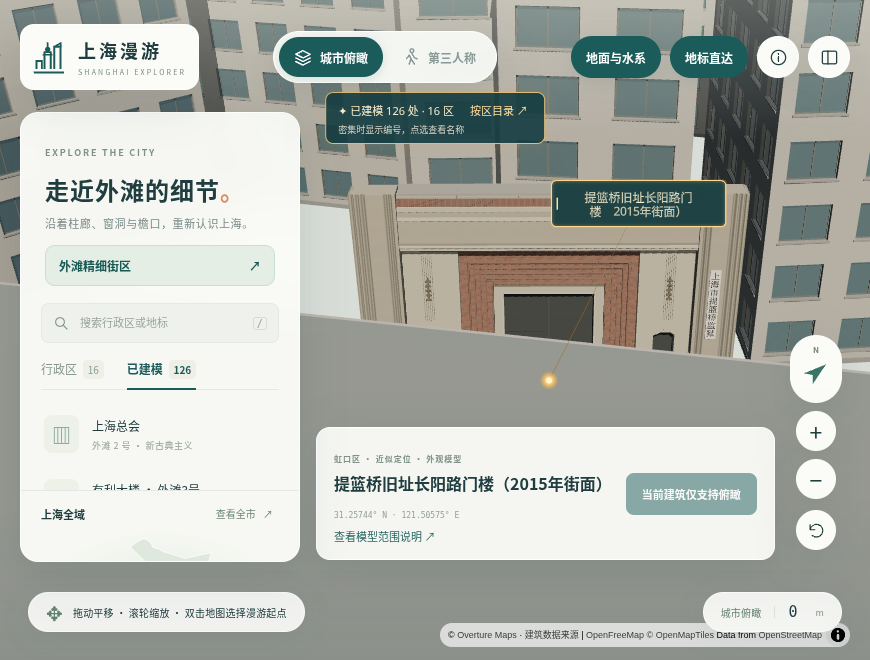 上海漫游
SHANGHAI EXPLORER
城市俯瞰
第三人称
地面与水系
地标直达
✦ 已建模 126 处 · 16 区
按区目录 ↗
密集时显示编号，点选查看名称
EXPLORE THE CITY
走近外滩的细节。
沿着柱廊、窗洞与檐口，重新认识上海。
外滩精细街区 ↗
搜索行政区或地标
/
行政区 16
已建模 126
上海总会
外滩 2 号 · 新古典主义
有利大楼 · 外滩3号
上海全域
查看全市 ↗
提篮桥旧址长阳路门
楼 2015年街面）
上海市提篮桥监狱
N
虹口区 · 近似定位 · 外观模型
提篮桥旧址长阳路门楼（2015年街面）
31.25744° N · 121.50575° E
查看模型范围说明 ↗
当前建筑仅支持俯瞰
+
−
拖动平移 · 滚轮缩放 · 双击地图选择漫游起点
城市俯瞰
0 m
© Overture Maps · 建筑数据来源 | OpenFreeMap © OpenMapTiles Data from OpenStreetMap